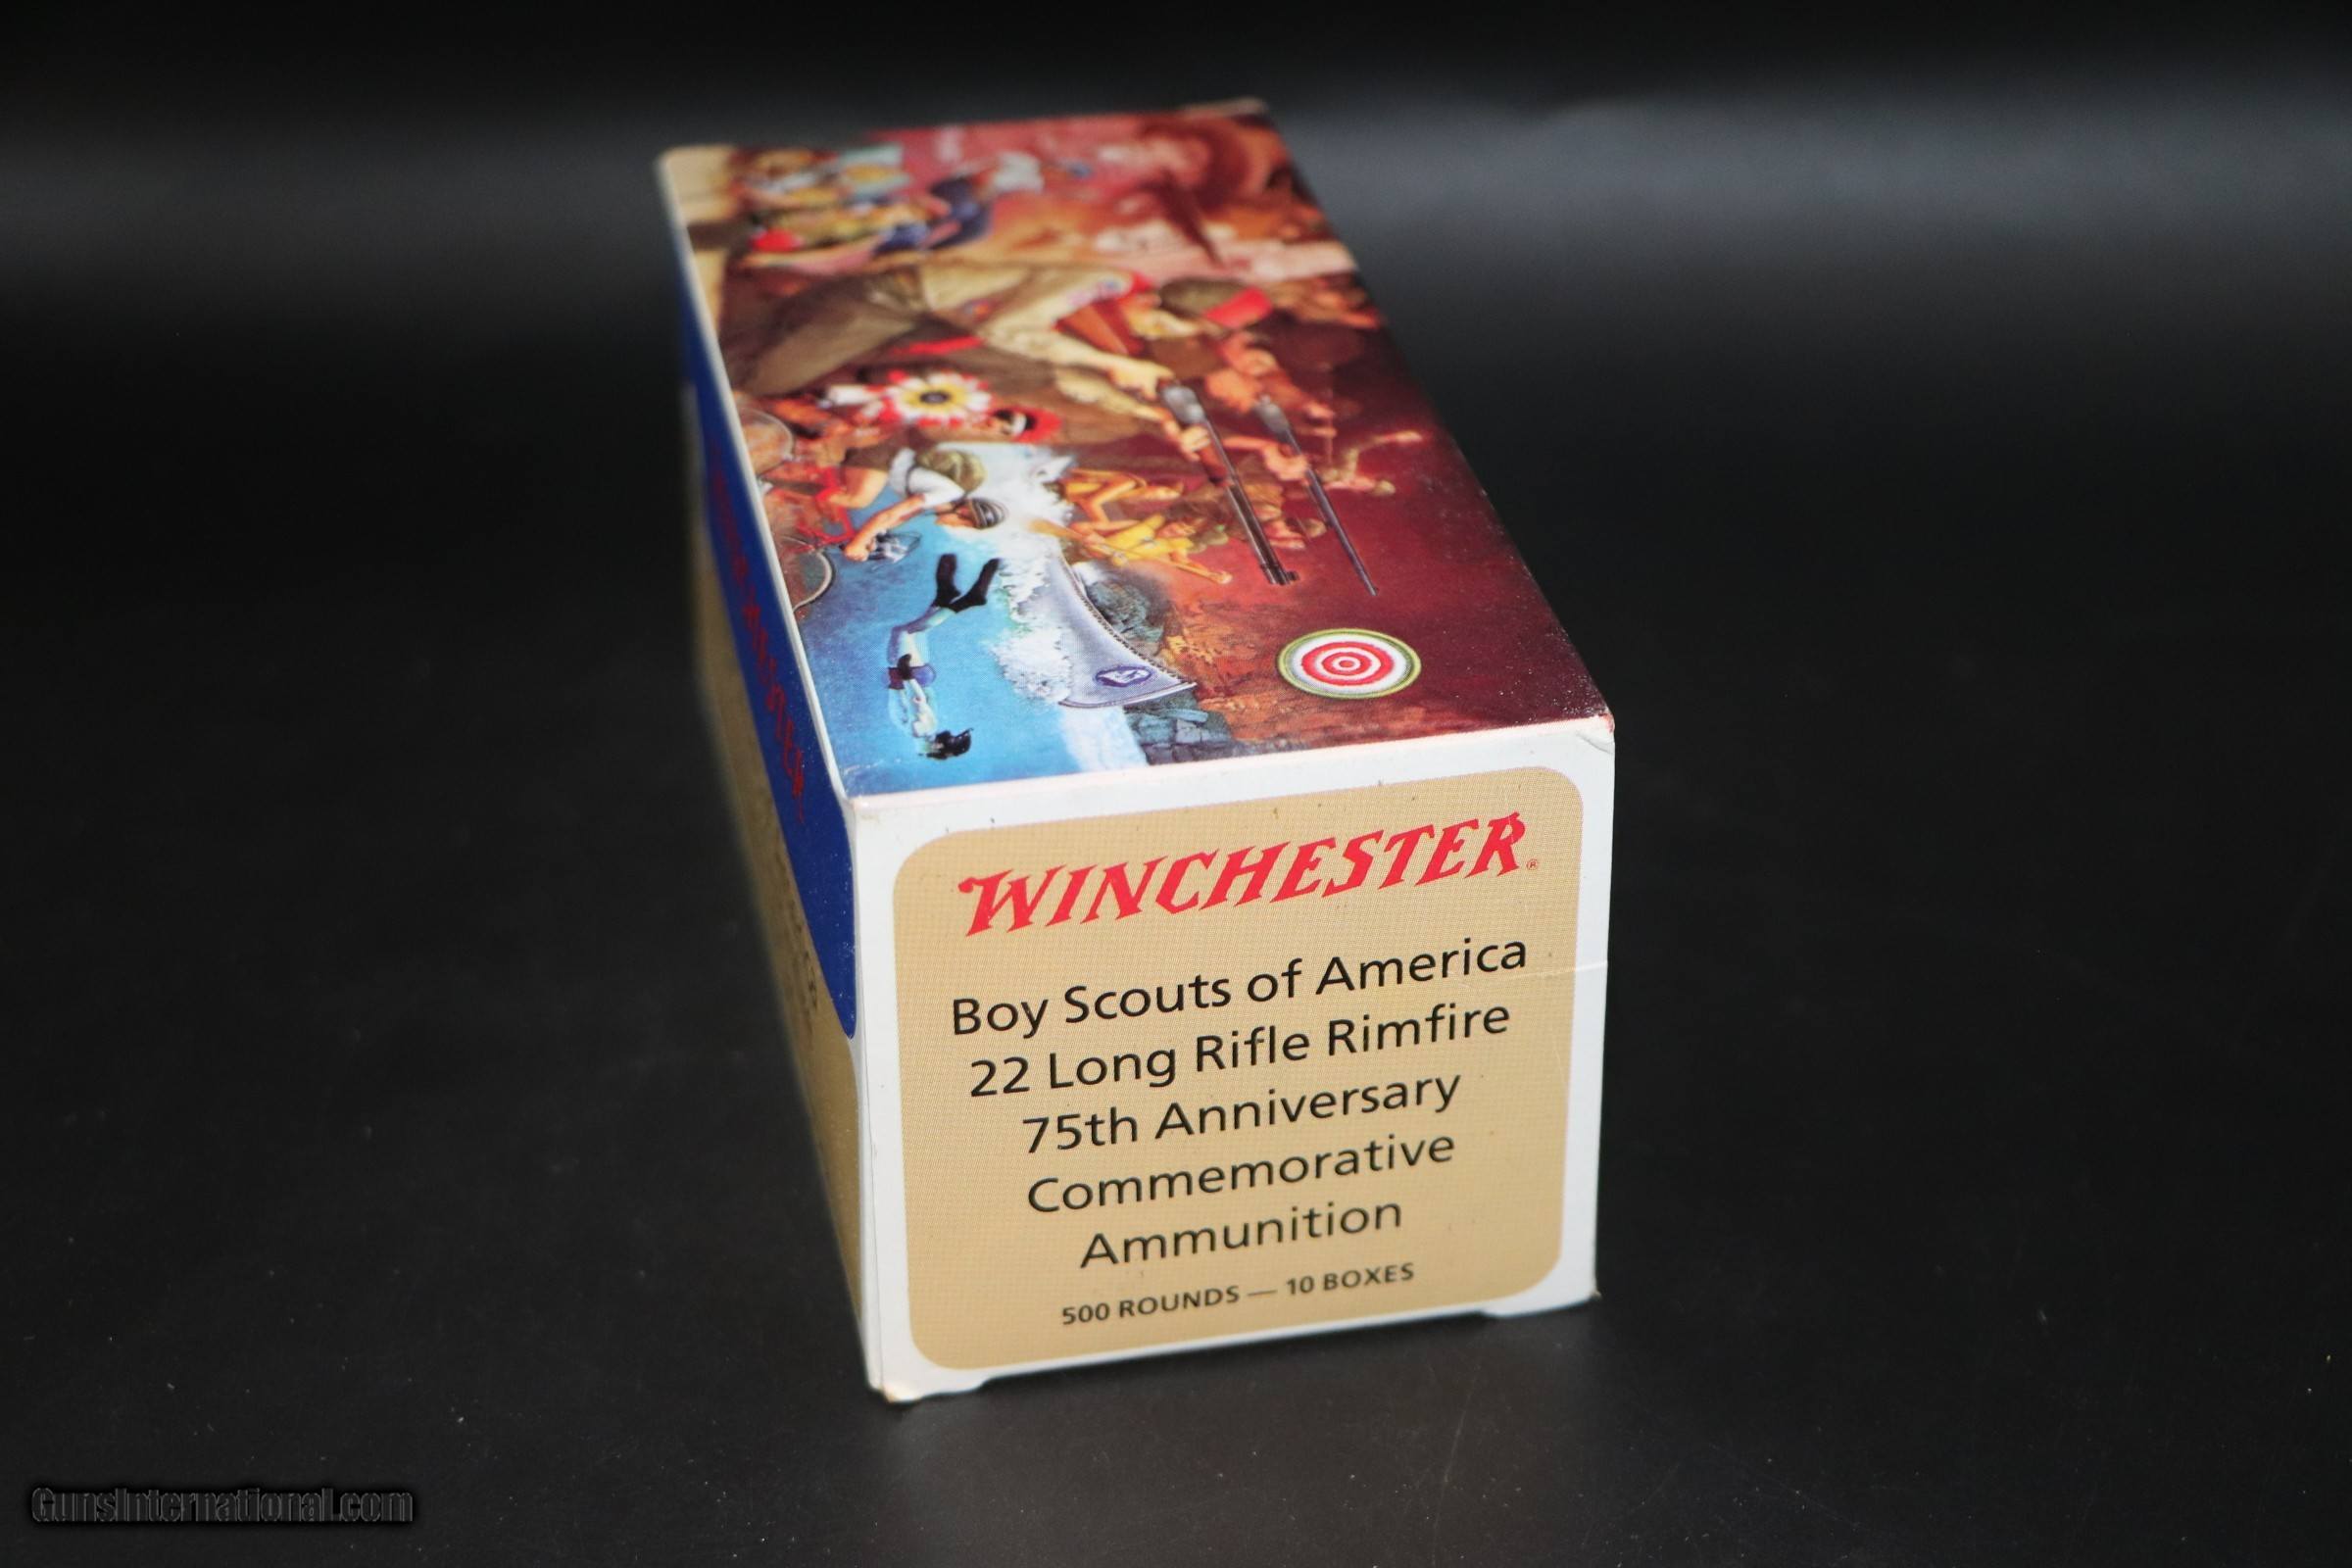 WINCHESTER®
Boy Scouts of America
22 Long Rifle Rimfire
75th Anniversary
Commemorative
Ammunition
500 ROUNDS — 10 BOXES
WINCHESTER
GunsInternational.com